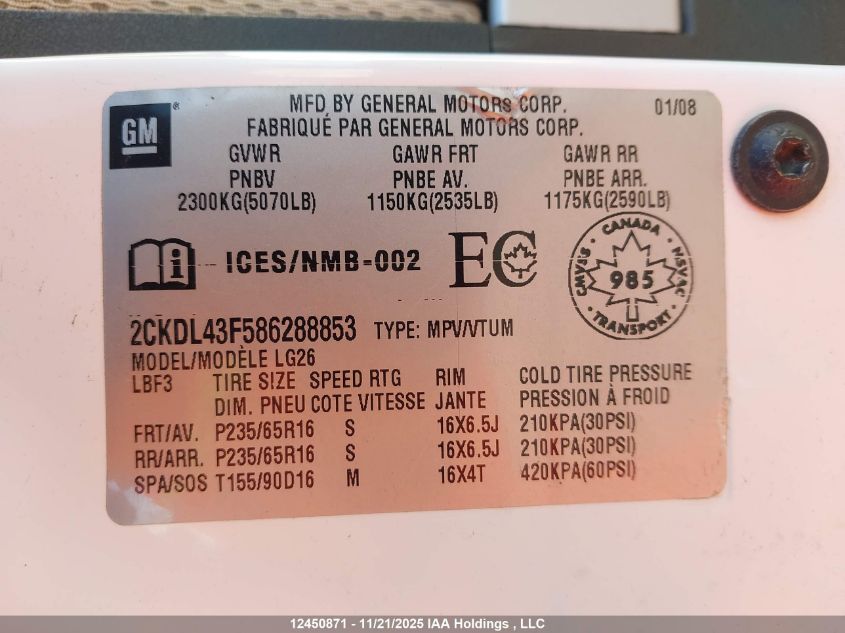 GM ®
MFD BY GENERAL MOTORS CORP. 01/08
FABRIQUÉ PAR GENERAL MOTORS CORP.
GVWR GAWR FRT GAWR RR
PNBV PNBE AV. PNBE ARR.
2300KG(5070LB) 1150KG(2535LB) 1175KG(2590LB)
i ICES/NMB-002 EC
CANADA
CMVSS 985 NSVAC
TRANSPORT
2CKDL43F586288853 TYPE: MPV/VTUM
MODEL/MODÈLE LG26
LBF3 TIRE SIZE SPEED RTG RIM COLD TIRE PRESSURE
DIM. PNEU COTE VITESSE JANTE PRESSION À FROID
FRT/AV. P235/65R16 S 16X6.5J 210KPA(30PSI)
RR/ARR. P235/65R16 S 16X6.5J 210KPA(30PSI)
SPA/SOS T155/90D16 M 16X4T 420KPA(60PSI)
12450871 - 11/21/2025 IAA Holdings , LLC